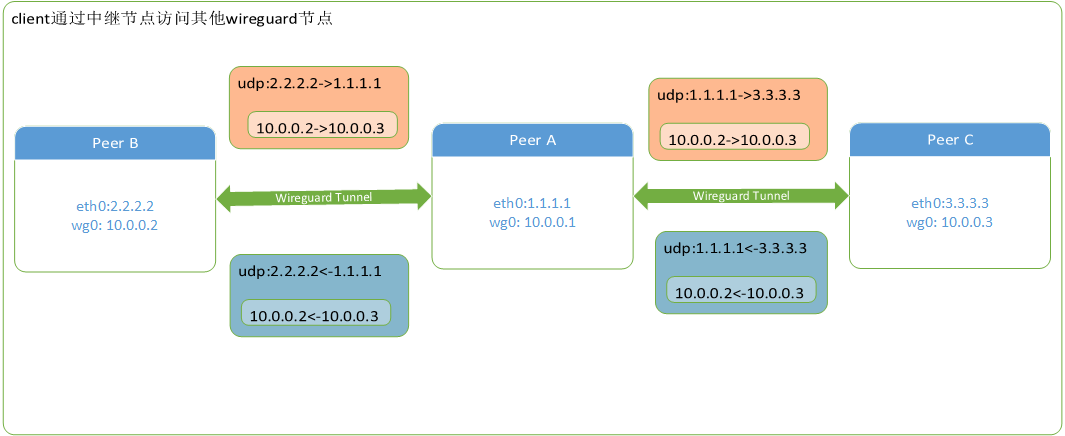 client通过中继节点访问其他wireguard节点
udp:2.2.2.2->1.1.1.1
10.0.0.2->10.0.0.3
udp:1.1.1.1->3.3.3.3
10.0.0.2->10.0.0.3
Peer B
eth0:2.2.2.2
wg0: 10.0.0.2
Wireguard Tunnel
Peer A
eth0:1.1.1.1
wg0: 10.0.0.1
Wireguard Tunnel
Peer C
eth0:3.3.3.3
wg0: 10.0.0.3
udp:2.2.2.2<-1.1.1.1
10.0.0.2<-10.0.0.3
udp:1.1.1.1<-3.3.3.3
10.0.0.2<-10.0.0.3